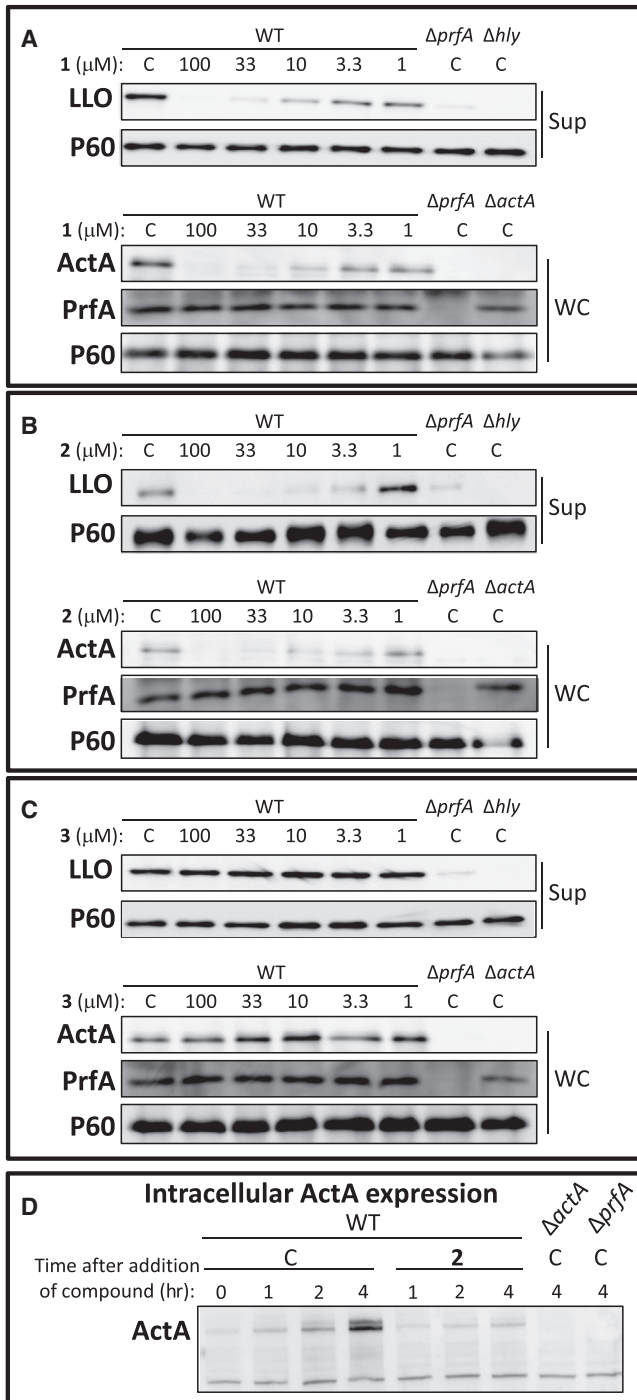 A
WT ΔprfA Δhly
1 (μM): C 100 33 10 3.3 1 C C
LLO
P60
Sup
WT ΔprfA ΔactA
1 (μM): C 100 33 10 3.3 1 C C
ActA
PrfA
P60
WC
B
WT ΔprfA Δhly
2 (μM): C 100 33 10 3.3 1 C C
LLO
P60
Sup
WT ΔprfA ΔactA
2 (μM): C 100 33 10 3.3 1 C C
ActA
PrfA
P60
WC
C
WT ΔprfA Δhly
3 (μM): C 100 33 10 3.3 1 C C
LLO
P60
Sup
WT ΔprfA ΔactA
3 (μM): C 100 33 10 3.3 1 C C
ActA
PrfA
P60
WC
D
Intracellular ActA expression
WT ΔactA ΔprfA
C 2 C C
Time after addition
of compound (hr): 0 1 2 4 1 2 4 4 4
ActA